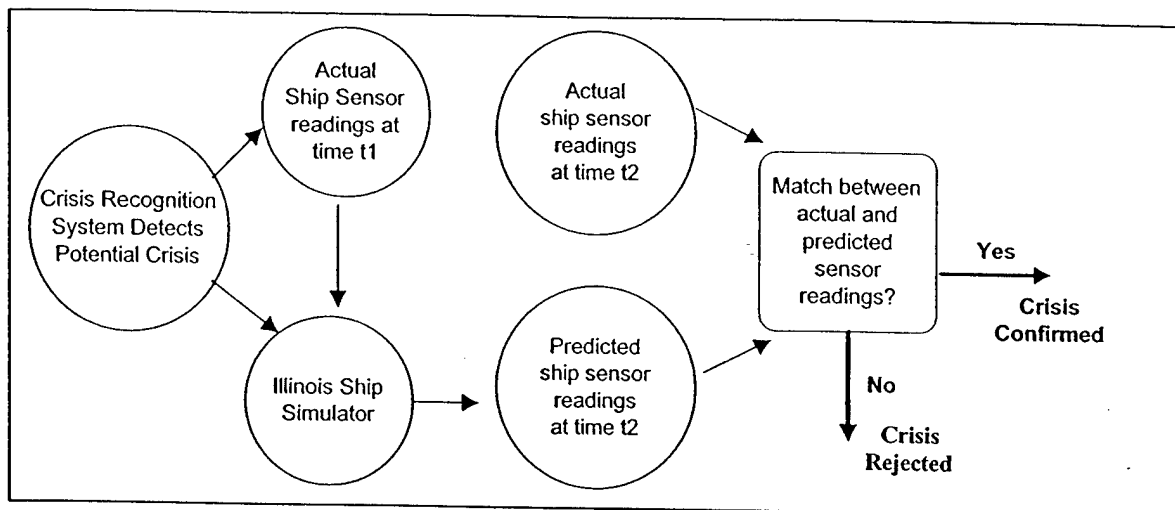 Crisis Recognition
System Detects
Potential Crisis
Actual
Ship Sensor
readings at
time t1
Illinois Ship
Simulator
Actual
ship sensor
readings
at time t2
Predicted
ship sensor
readings
at time t2
Match between
actual and
predicted
sensor
readings?
Yes
Crisis
Confirmed
No
Crisis
Rejected